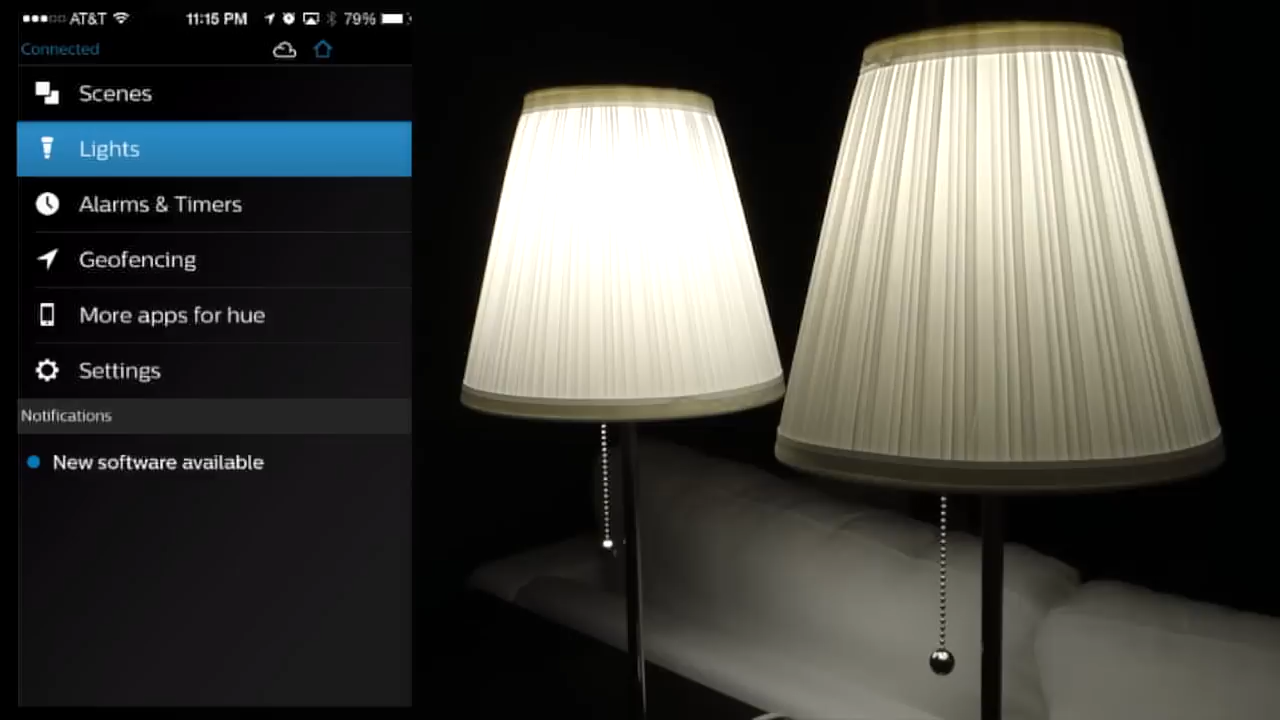 AT&T 11:15 PM 79%
Connected
Scenes
Lights
Alarms & Timers
Geofencing
More apps for hue
Settings
Notifications
New software available